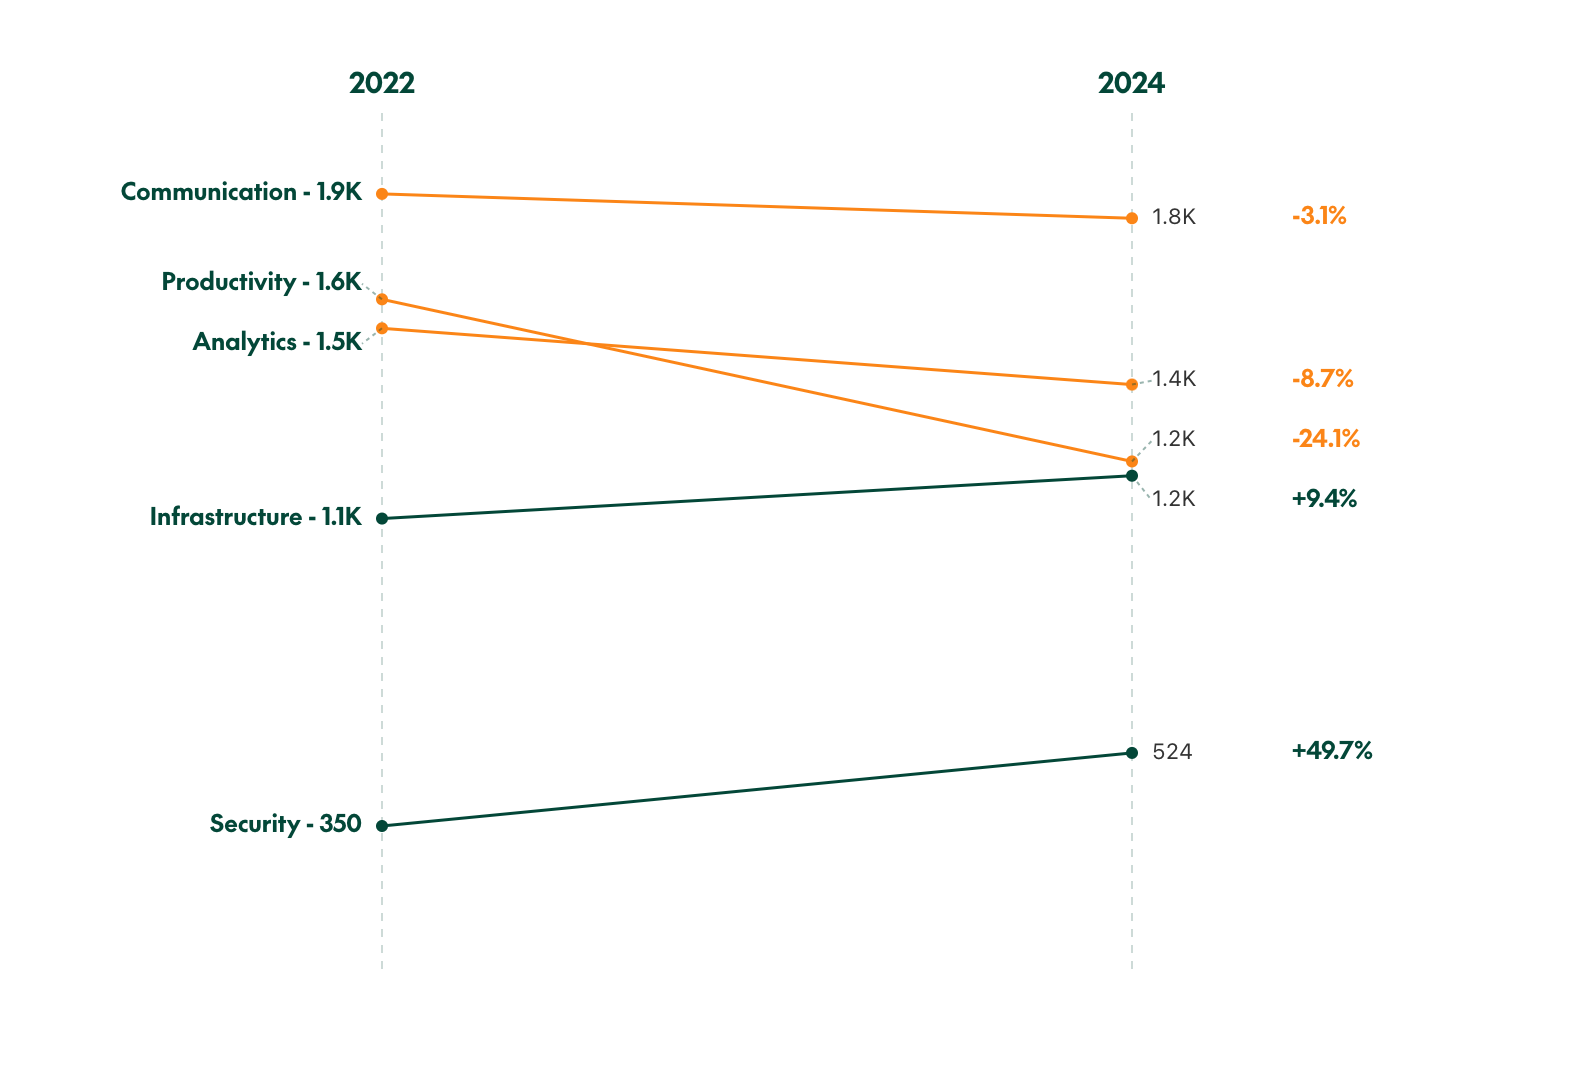 2022 2024
Communication - 1.9K 1.8K -3.1%
Productivity - 1.6K
Analytics - 1.5K 1.4K -8.7%
1.2K -24.1%
Infrastructure - 1.1K 1.2K +9.4%
Security - 350 524 +49.7%